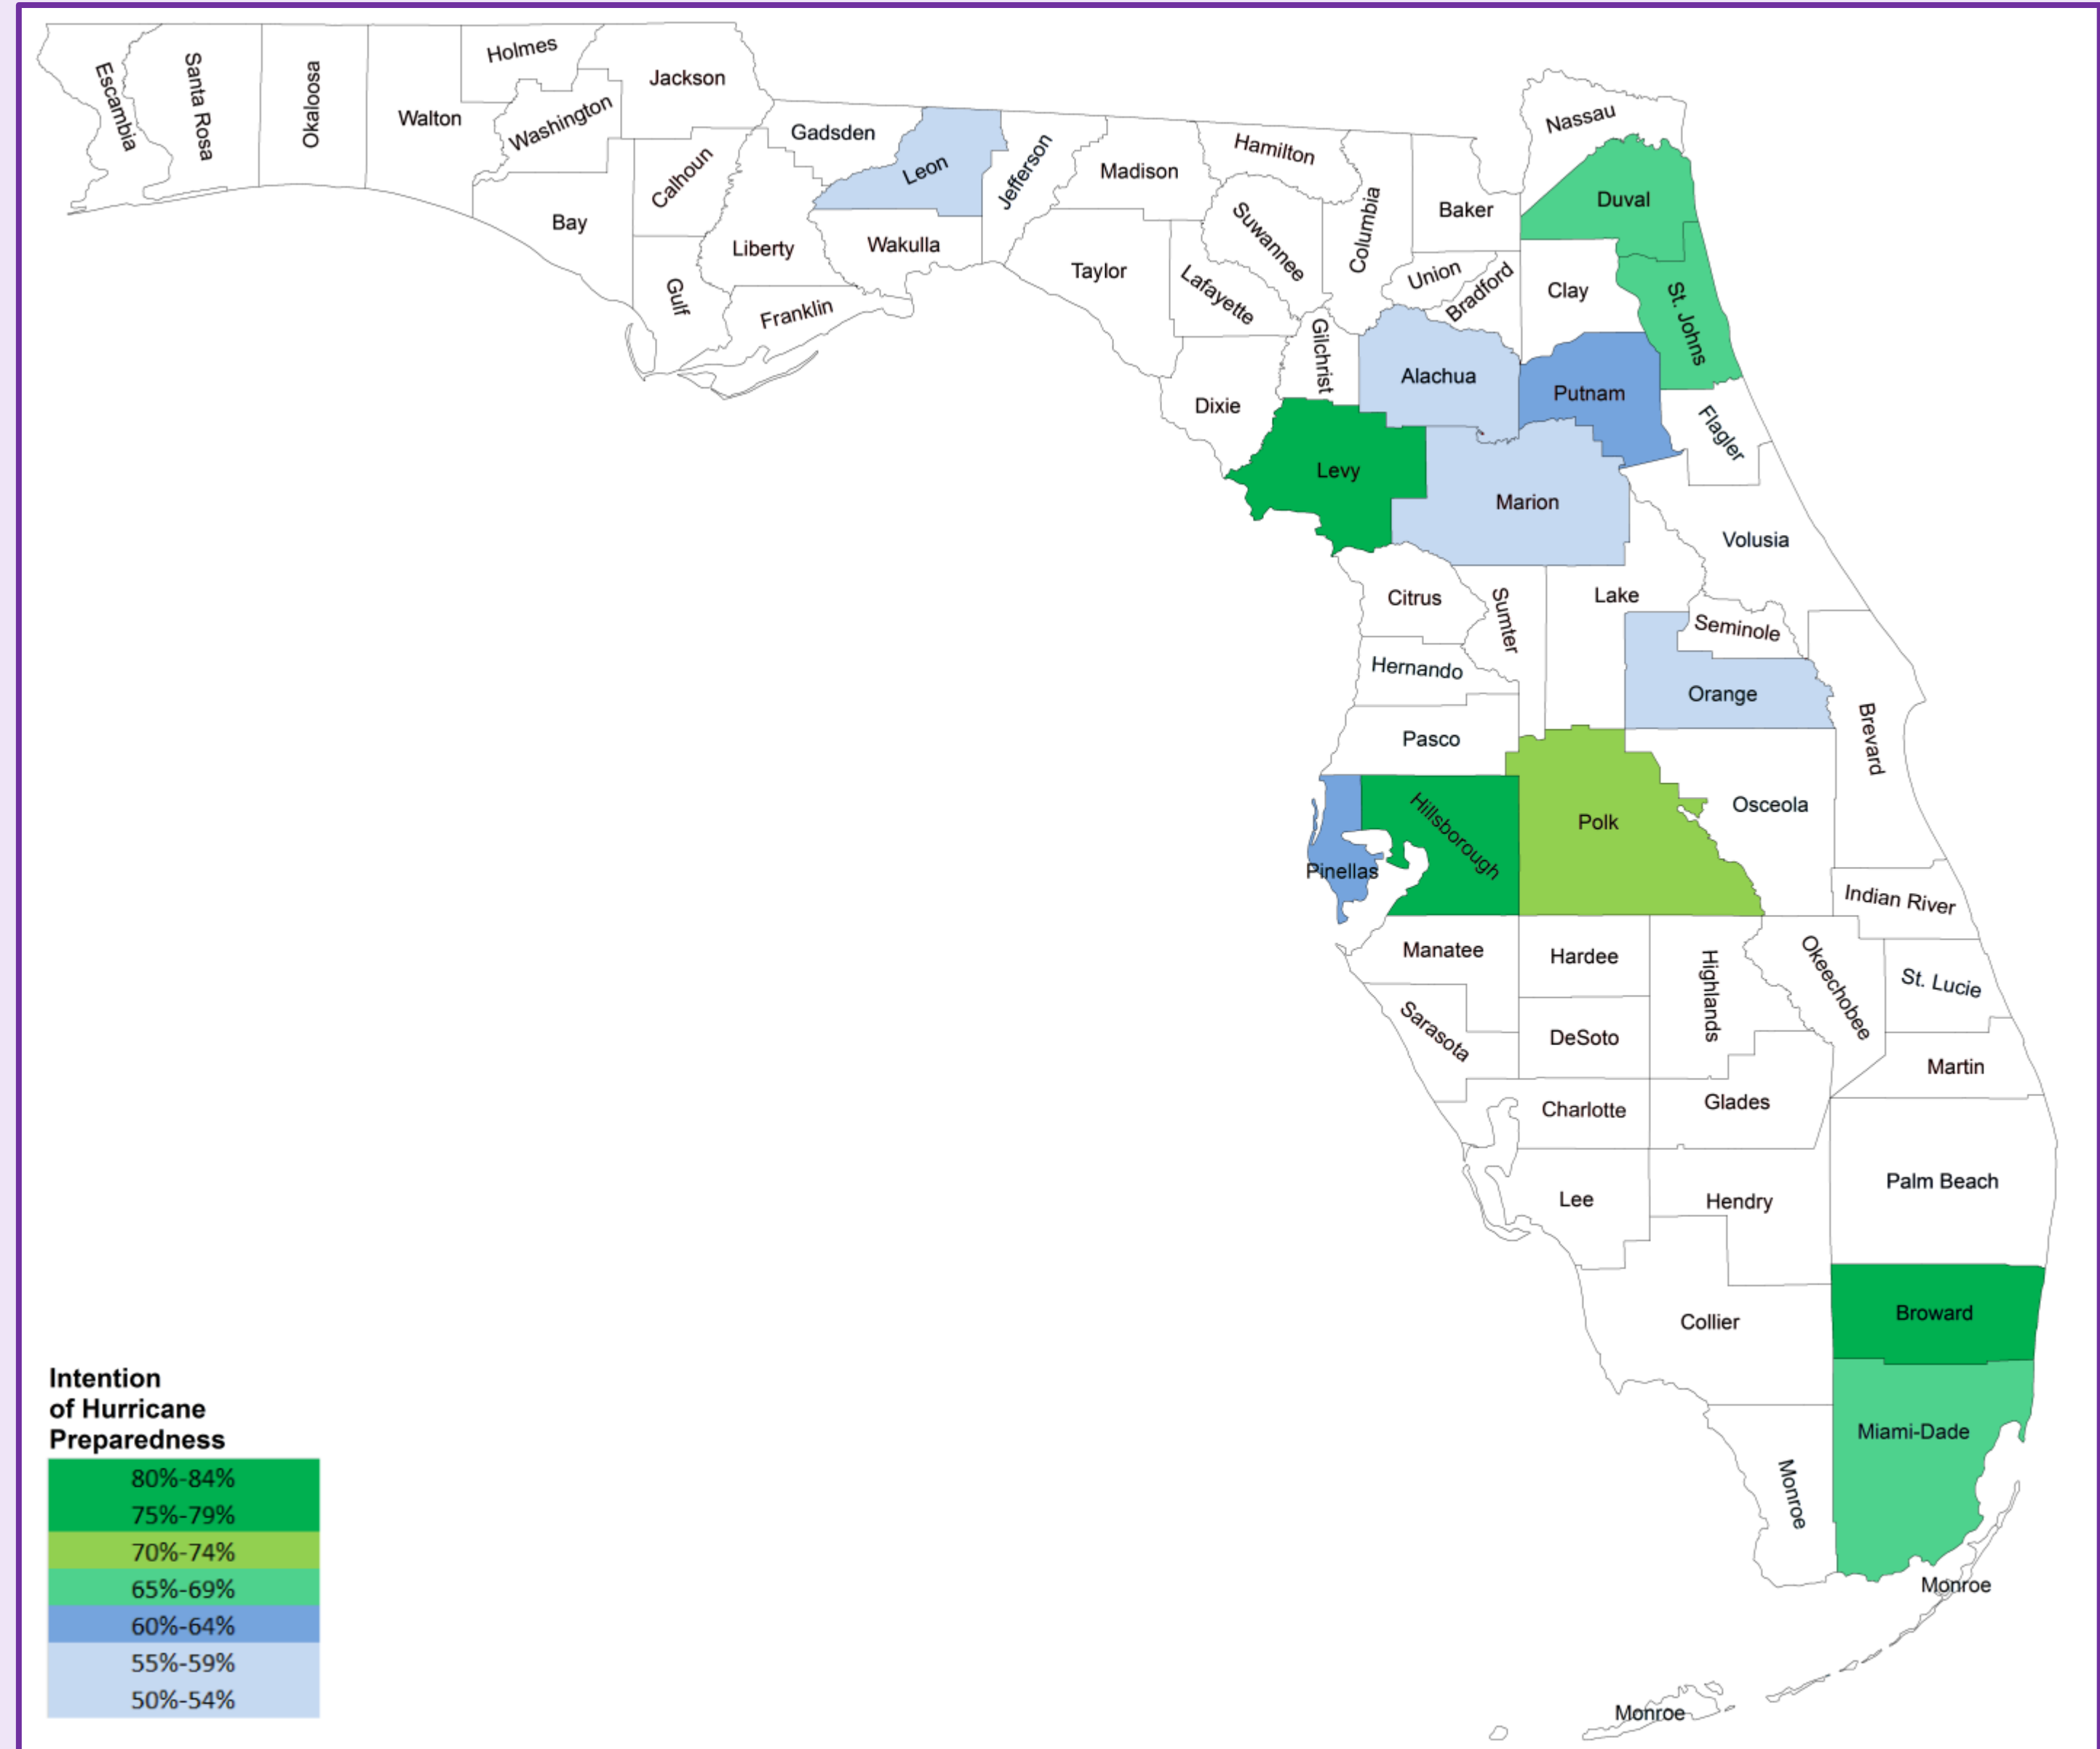 Escambia
Santa Rosa
Okaloosa
Walton
Holmes
Washington
Jackson
Bay
Calhoun
Gulf
Liberty
Gadsden
Franklin
Leon
Wakulla
Jefferson
Madison
Taylor
Hamilton
Suwannee
Lafayette
Columbia
Dixie
Gilchrist
Baker
Union
Bradford
Nassau
Duval
Clay
St. Johns
Alachua
Putnam
Flagler
Levy
Marion
Volusia
Citrus
Sumter
Lake
Seminole
Hernando
Orange
Brevard
Pasco
Osceola
Polk
Hillsborough
Pinellas
Indian River
Manatee
Hardee
Highlands
Okeechobee
St. Lucie
Sarasota
DeSoto
Martin
Charlotte
Glades
Lee
Hendry
Palm Beach
Collier
Broward
Miami-Dade
Monroe
Monroe
Monroe
Intention
of Hurricane
Preparedness
80%-84%
75%-79%
70%-74%
65%-69%
60%-64%
55%-59%
50%-54%